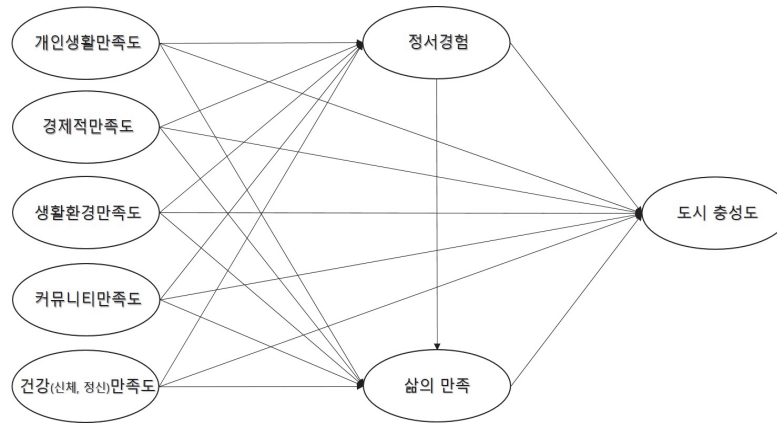 개인생활만족도
경제적만족도
생활환경만족도
커뮤니티만족도
건강(신체, 정신)만족도
정서경험
삶의 만족
도시 충성도